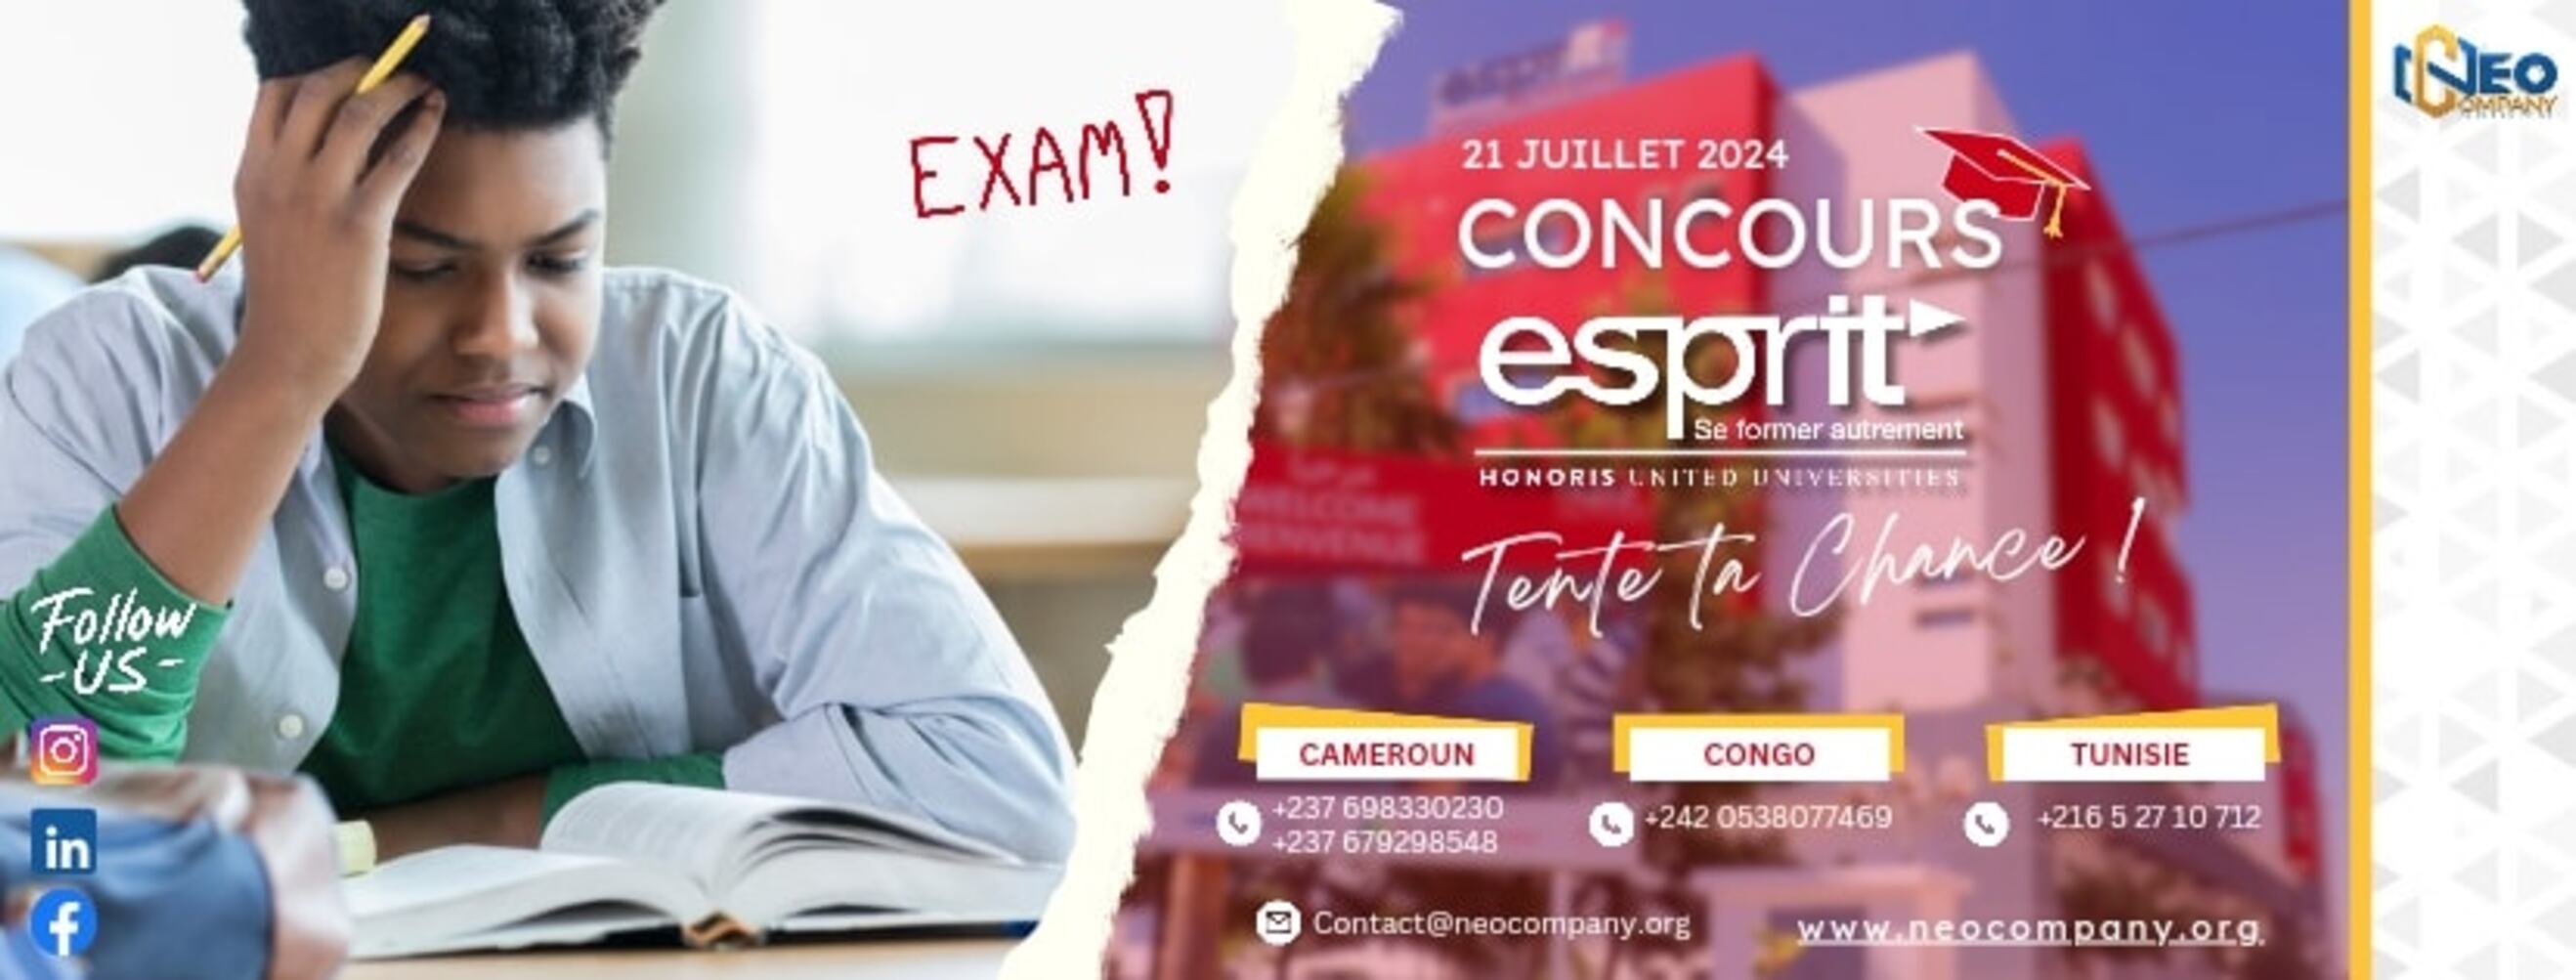 EXAM!
Follow
-US-
21 JUILLET 2024
CONCOURS
esprit
Se former autrement
HONORIS UNITED UNIVERSITIES
Tente ta Chance !
WELCOME
BIENVENUE
CAMEROUN
+237 698330230
+237 679298548
CONGO
+242 0538077469
TUNISIE
+216 5 27 10 712
Contact@neocompany.org
www.neocompany.org
NEO
COMPANY